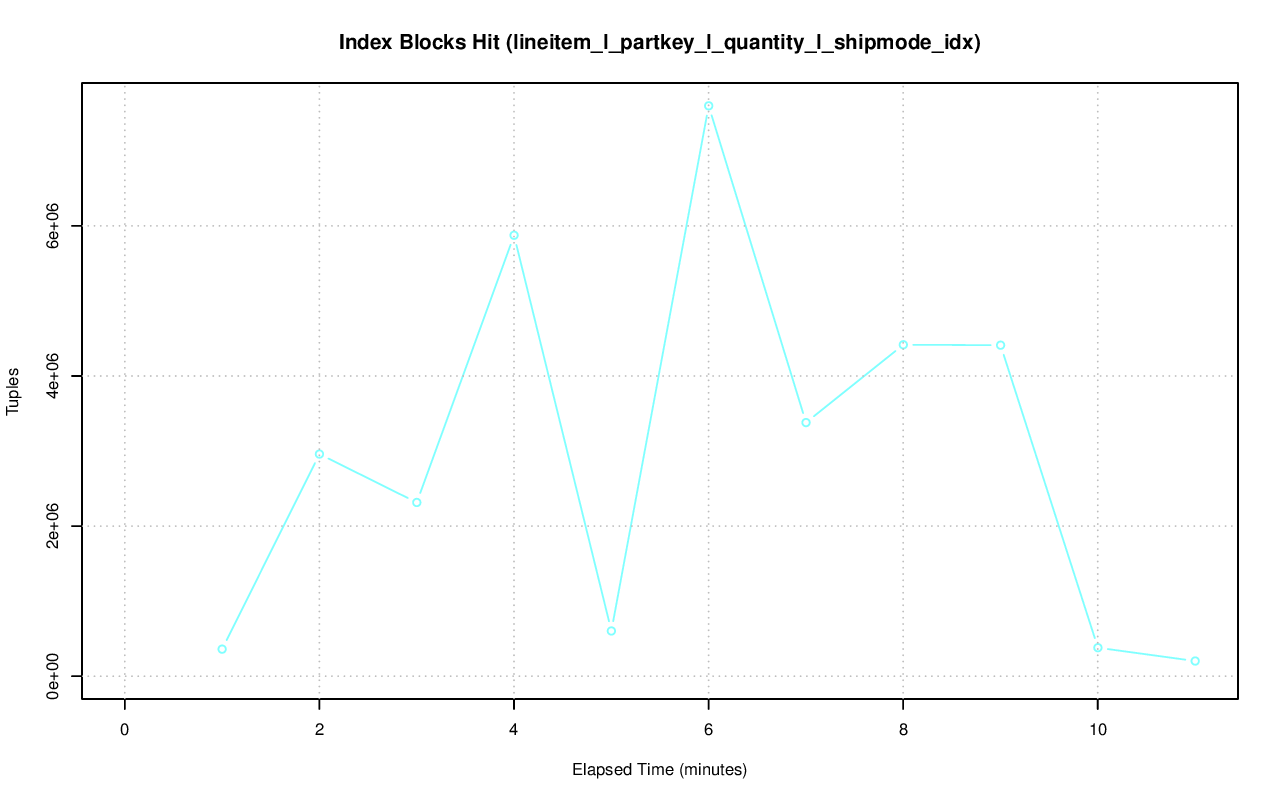 Index Blocks Hit (lineitem_l_partkey_l_quantity_l_shipmode_idx)
Tuples
6e+06
4e+06
2e+06
0e+00
0 2 4 6 8 10
Elapsed Time (minutes)